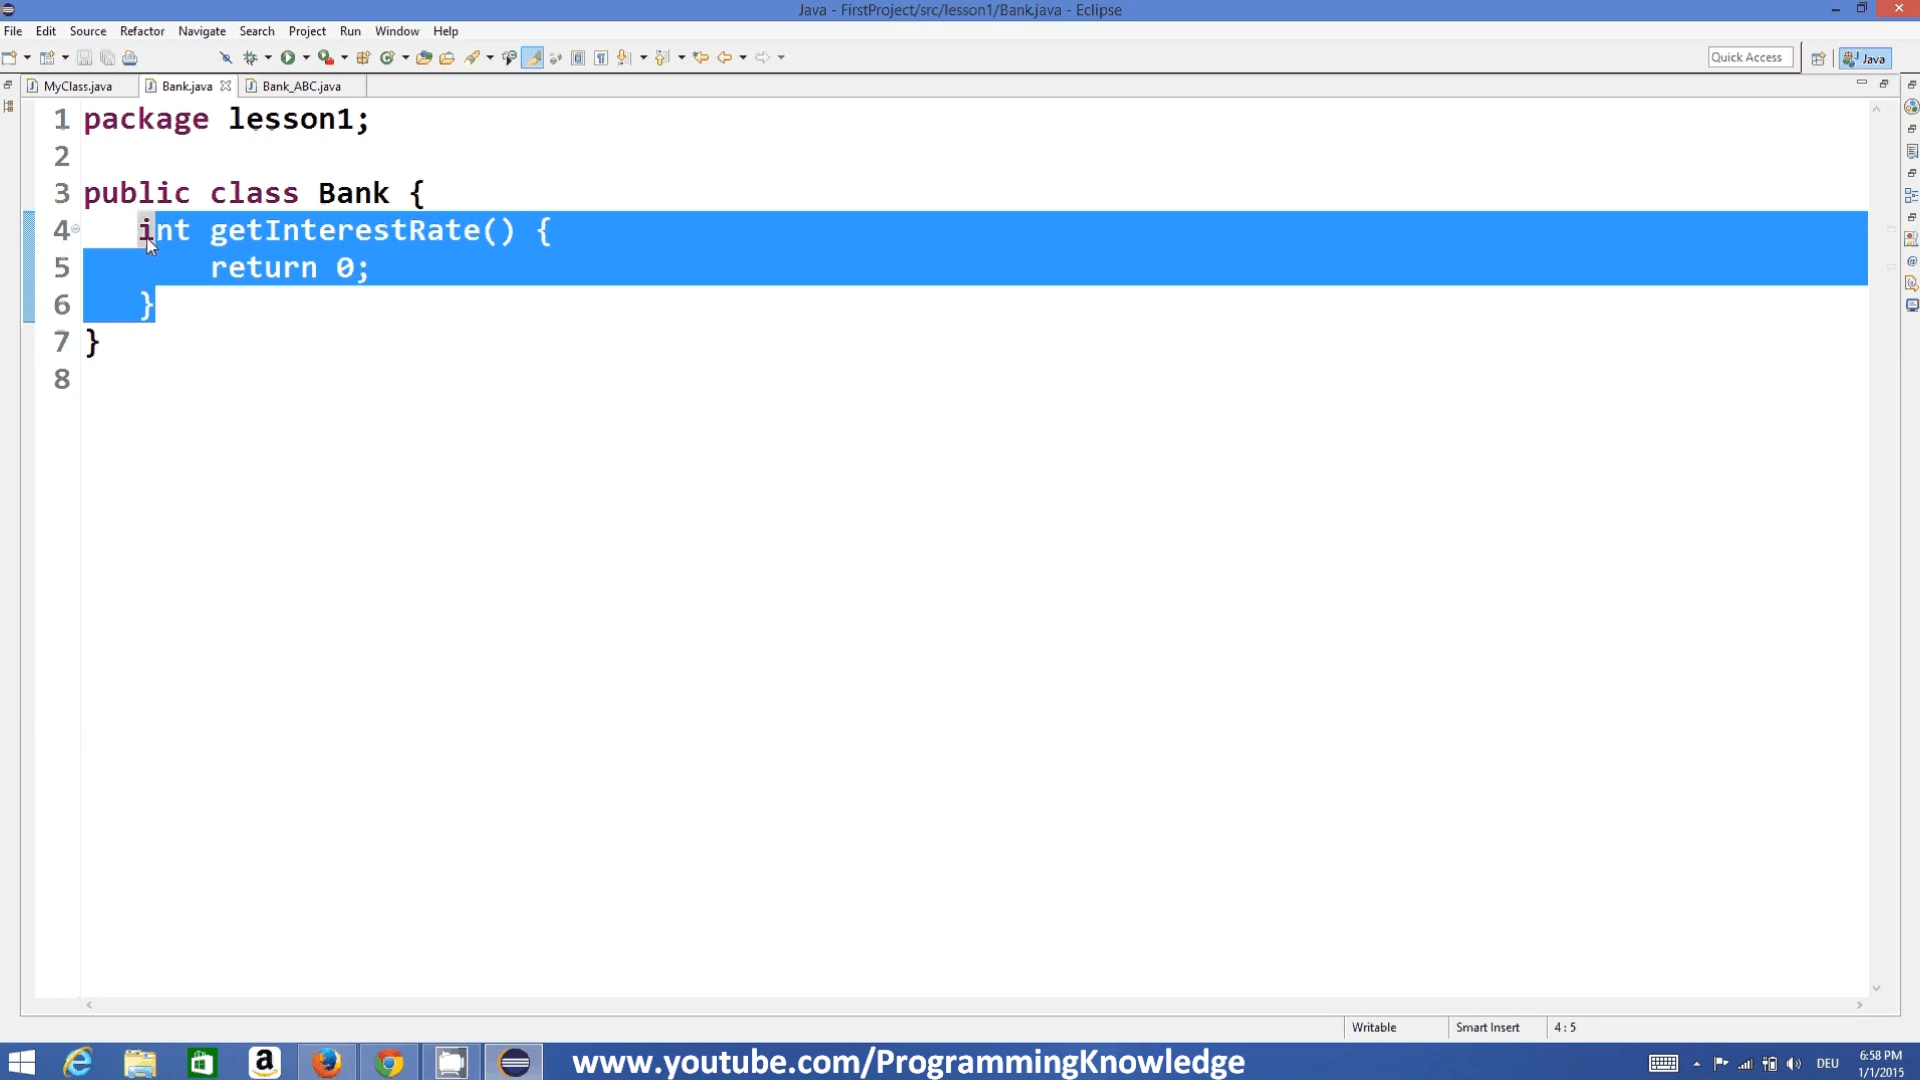 Java - FirstProject/src/lesson1/Bank.java - Eclipse
File Edit Source Refactor Navigate Search Project Run Window Help
Quick Access Java
MyClass.java Bank.java Bank_ABC.java
1 package lesson1;
2
3 public class Bank {
4 int getInterestRate() {
5 return 0;
6 }
7 }
8
Writable Smart Insert 4 : 5
www.youtube.com/ProgrammingKnowledge
DEU
6:58 PM
1/1/2015